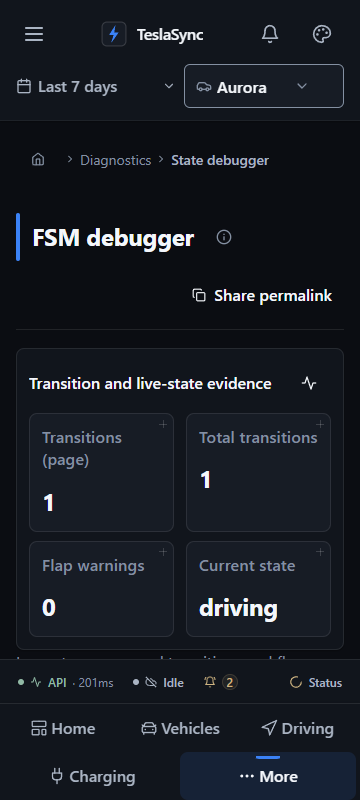 TeslaSync
Last 7 days
Aurora
Diagnostics
State debugger
FSM debugger
Share permalink
Transition and live-state evidence
Transitions
(page)
1
Total transitions
1
Flap warnings
0
Current state
driving
API · 201ms
Idle
2
Status
Home
Vehicles
Driving
Charging
More